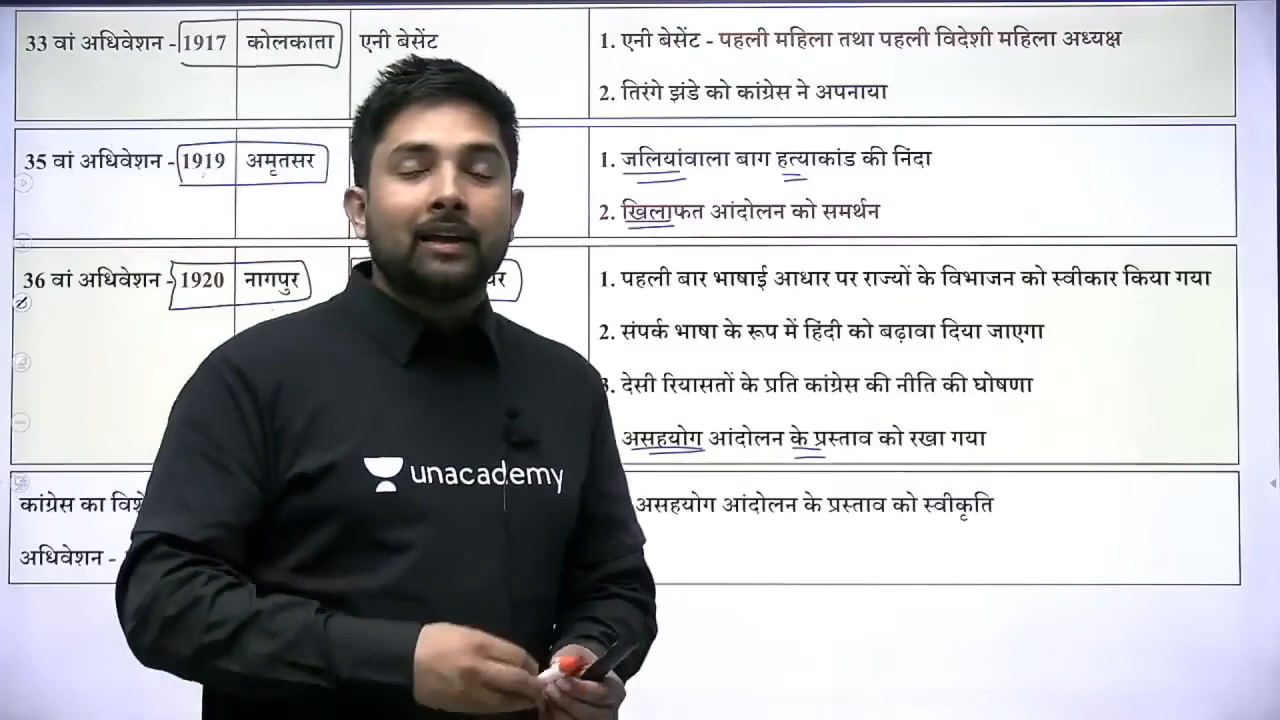 33 वां अधिवेशन - 1917 कोलकाता एनी बेसेंट 1. एनी बेसेंट - पहली महिला तथा पहली विदेशी महिला अध्यक्ष
2. तिरंगे झंडे को कांग्रेस ने अपनाया
35 वां अधिवेशन - 1919 अमृतसर 1. जलियांवाला बाग हत्याकांड की निंदा
2. खिलाफत आंदोलन को समर्थन
36 वां अधिवेशन - 1920 नागपुर 1. पहली बार भाषाई आधार पर राज्यों के विभाजन को स्वीकार किया गया
2. संपर्क भाषा के रूप में हिंदी को बढ़ावा दिया जाएगा
3. देसी रियासतों के प्रति कांग्रेस की नीति की घोषणा
असहयोग आंदोलन के प्रस्ताव को रखा गया
unacademy
कांग्रेस का असहयोग आंदोलन के प्रस्ताव को स्वीकृति
अधिवेशन -